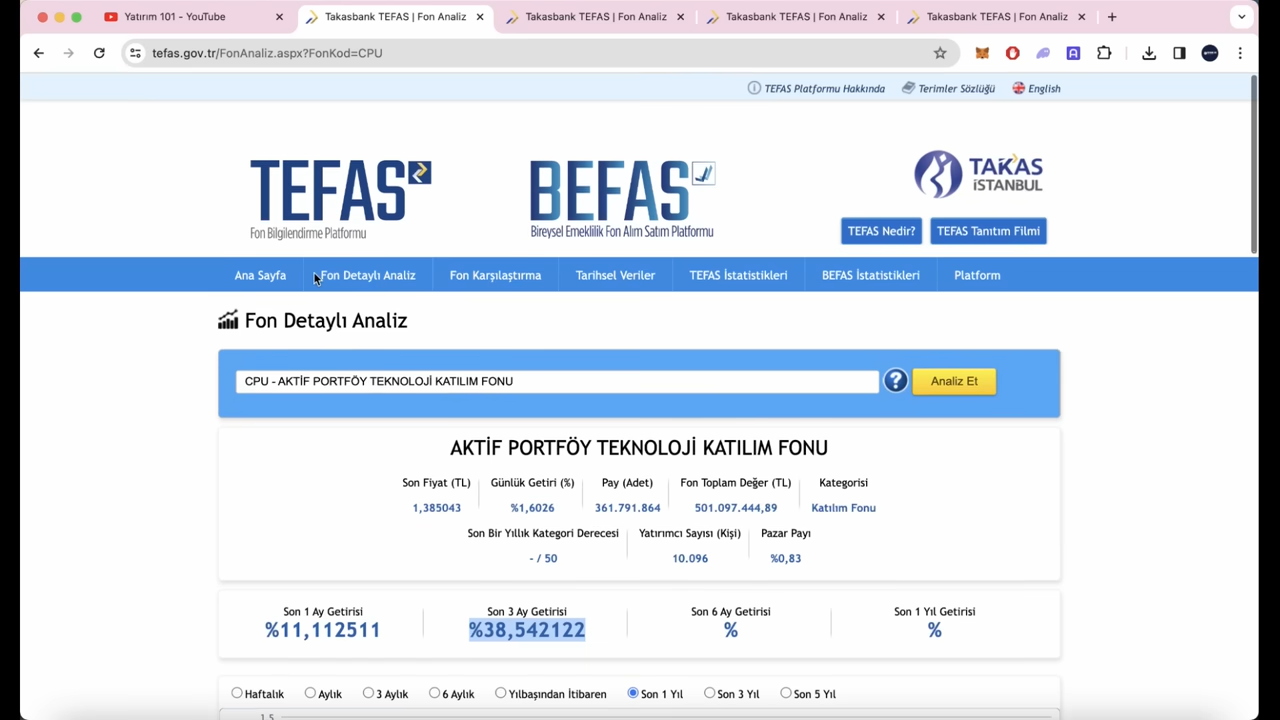 Yatırım 101 - YouTube
Takasbank TEFAS | Fon Analiz
Takasbank TEFAS | Fon Analiz
Takasbank TEFAS | Fon Analiz
Takasbank TEFAS | Fon Analiz
tefas.gov.tr/FonAnaliz.aspx?FonKod=CPU
TEFAS Platformu Hakkında Terimler Sözlüğü English
TEFAS
Fon Bilgilendirme Platformu
BEFAS
Bireysel Emeklilik Fon Alım Satım Platformu
TAKAS
İSTANBUL
TEFAS Nedir? TEFAS Tanıtım Filmi
Ana Sayfa Fon Detaylı Analiz Fon Karşılaştırma Tarihsel Veriler TEFAS İstatistikleri BEFAS İstatistikleri Platform
Fon Detaylı Analiz
CPU - AKTİF PORTFÖY TEKNOLOJİ KATILIM FONU
? Analiz Et
AKTİF PORTFÖY TEKNOLOJİ KATILIM FONU
Son Fiyat (TL) Günlük Getiri (%) Pay (Adet) Fon Toplam Değer (TL) Kategorisi
1,385043 %1,6026 361.791.864 501.097.444,89 Katılım Fonu
Son Bir Yıllık Kategori Derecesi Yatırımcı Sayısı (Kişi) Pazar Payı
- / 50 10.096 %0,83
Son 1 Ay Getirisi Son 3 Ay Getirisi Son 6 Ay Getirisi Son 1 Yıl Getirisi
%11,112511 %38,542122 % %
Haftalık Aylık 3 Aylık 6 Aylık Yılbaşından İtibaren Son 1 Yıl Son 3 Yıl Son 5 Yıl
1.5